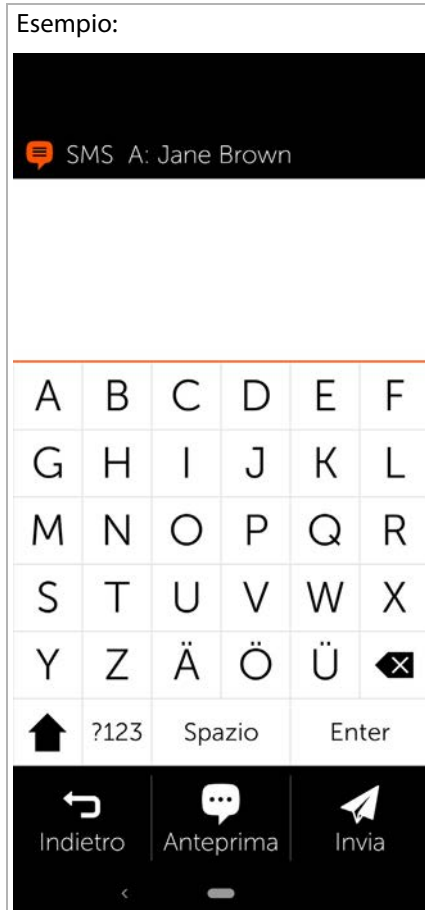 Esempio:
SMS A: Jane Brown
A B C D E F
G H I J K L
M N O P Q R
S T U V W X
Y Z Ä Ö Ü
?123 Spazio Enter
Indietro Anteprima Invia